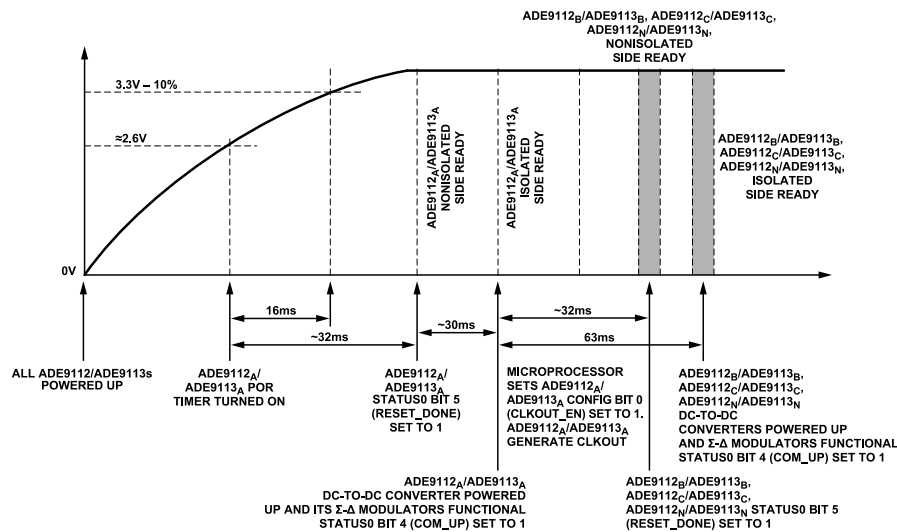 ADE9112B/ADE9113B, ADE9112C/ADE9113C,
ADE9112N/ADE9113N,
NONISOLATED
SIDE READY
3.3V – 10%
≈2.6V
0V
ADE9112A/ADE9113A
NONISOLATED
SIDE READY
ADE9112A/ADE9113A
ISOLATED
SIDE READY
ADE9112B/ADE9113B,
ADE9112C/ADE9113C,
ADE9112N/ADE9113N,
ISOLATED
SIDE READY
16ms
~32ms
~30ms
~32ms
63ms
ALL ADE9112/ADE9113s
POWERED UP
ADE9112A/
ADE9113A POR
TIMER TURNED ON
ADE9112A/
ADE9113A
STATUS0 BIT 5
(RESET_DONE)
SET TO 1
MICROPROCESSOR
SETS ADE9112A/
ADE9113A CONFIG BIT 0
(CLKOUT_EN) SET TO 1.
ADE9112A/ADE9113A
GENERATE CLKOUT
ADE9112B/ADE9113B,
ADE9112C/ADE9113C,
ADE9112N/ADE9113N
DC-TO-DC
CONVERTERS POWERED UP
AND Σ-Δ MODULATORS FUNCTIONAL
STATUS0 BIT 4 (COM_UP) SET TO 1
ADE9112A/ADE9113A
DC-TO-DC CONVERTER POWERED
UP AND ITS Σ-Δ MODULATORS FUNCTIONAL
STATUS0 BIT 4 (COM_UP) SET TO 1
ADE9112B/ADE9113B,
ADE9112C/ADE9113C,
ADE9112N/ADE9113N STATUS0 BIT 5
(RESET_DONE) SET TO 1